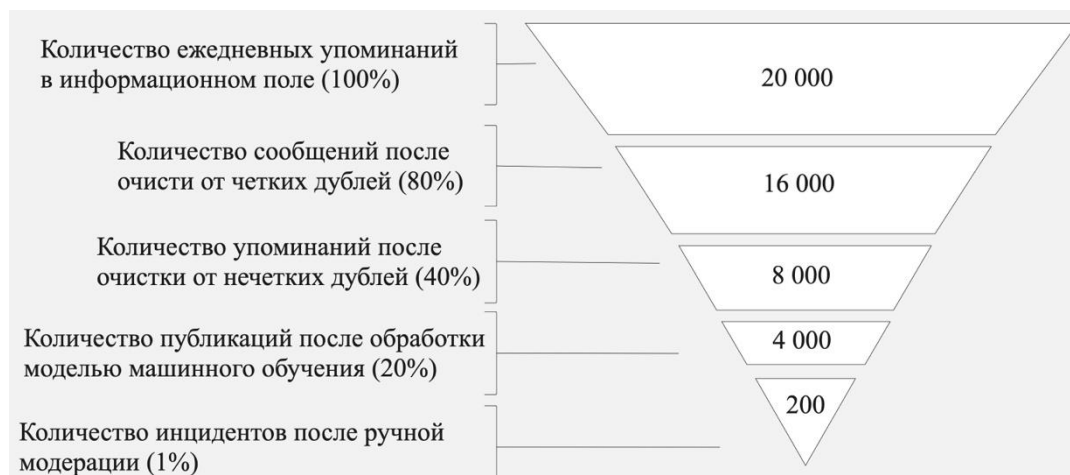 Количество ежедневных упоминаний
в информационном поле (100%)
20 000
Количество сообщений после
очисти от четких дублей (80%)
16 000
Количество упоминаний после
очистки от нечетких дублей (40%)
8 000
Количество публикаций после обработки
моделью машинного обучения (20%)
4 000
Количество инцидентов после ручной
модерации (1%)
200